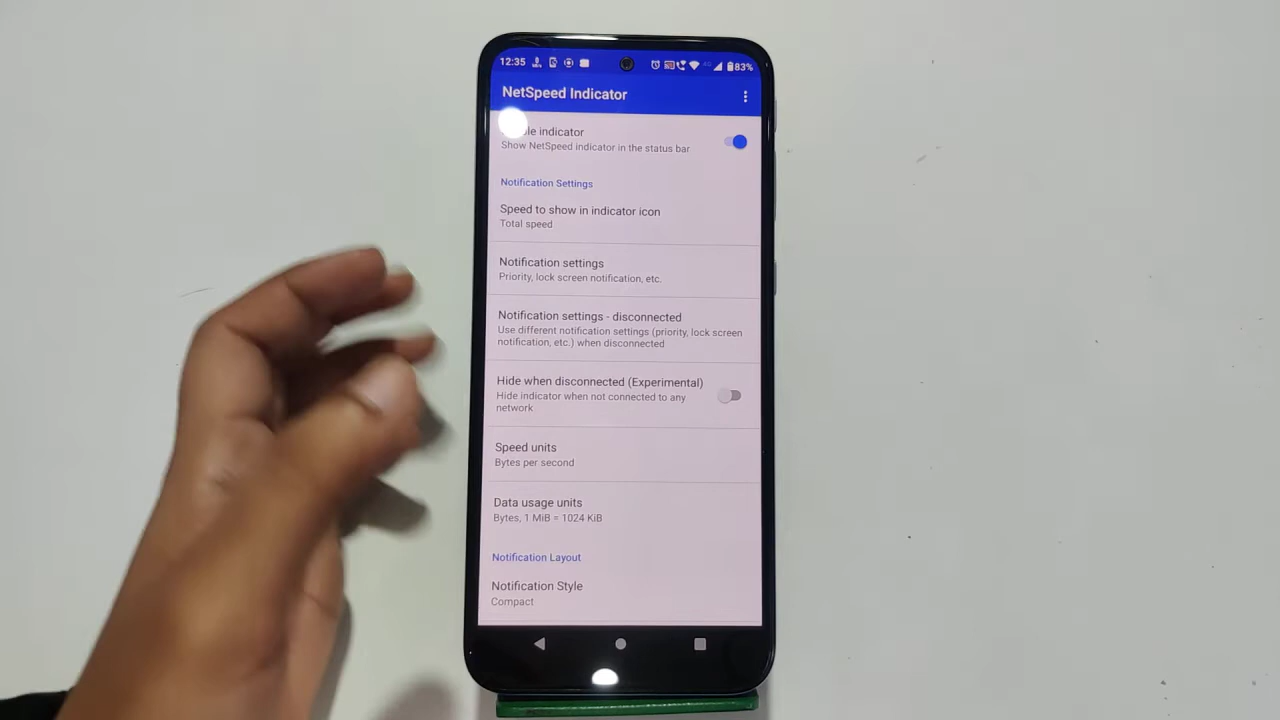 12:35 83%
NetSpeed Indicator
indicator
Show NetSpeed indicator in the status bar
Notification Settings
Speed to show in indicator icon
Total speed
Notification settings
Priority, lock screen notification, etc.
Notification settings - disconnected
Use different notification settings (priority, lock screen
notification, etc.) when disconnected
Hide when disconnected (Experimental)
Hide indicator when not connected to any
network
Speed units
Bytes per second
Data usage units
Bytes, 1 MiB = 1024 KiB
Notification Layout
Notification Style
Compact